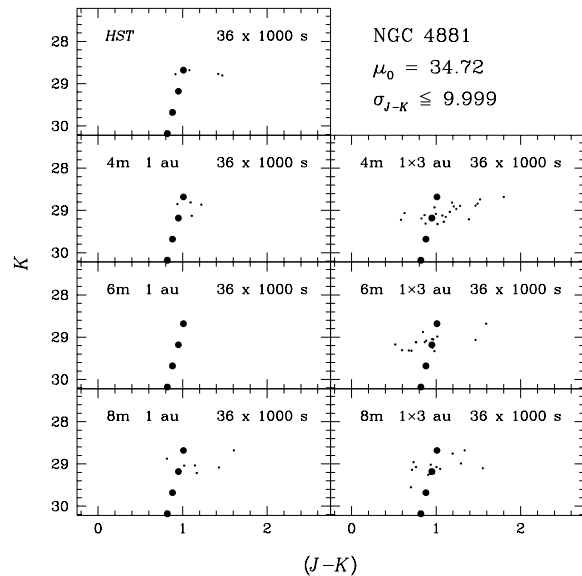 HST 36 x 1000 s
NGC 4881
μ0 = 34.72
σJ−K ≦ 9.999
28
29
30
4m 1 au 36 x 1000 s
4m 1×3 au 36 x 1000 s
28
29
30
K
6m 1 au 36 x 1000 s
6m 1×3 au 36 x 1000 s
28
29
30
8m 1 au 36 x 1000 s
8m 1×3 au 36 x 1000 s
28
29
30
0 1 2
0 1 2
(J−K)